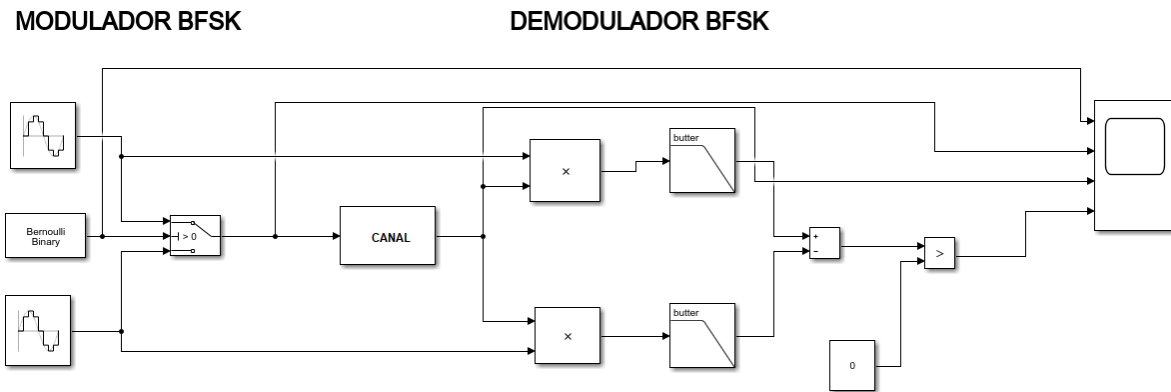 MODULADOR BFSK
DEMODULADOR BFSK
butter
×
Bernoulli
Binary
> 0
CANAL
+
−
>
butter
×
0